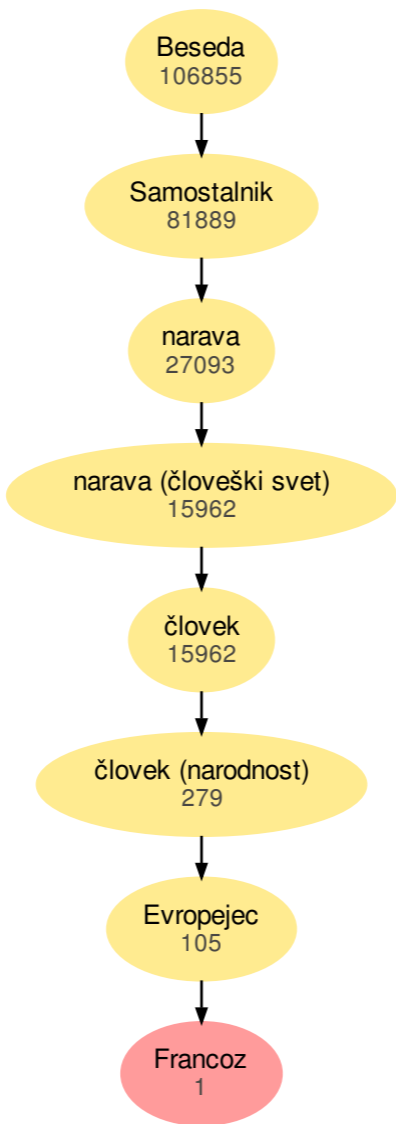 Beseda
106855
Samostalnik
81889
narava
27093
narava (človeški svet)
15962
človek
15962
človek (narodnost)
279
Evropejec
105
Francoz
1